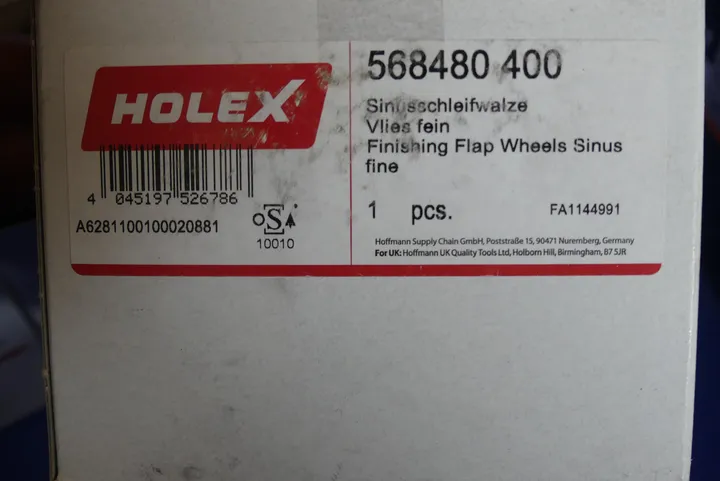 HOLEX
4 045197 526786
A6281100100020881
oS
10010
568480 400
Sinusschleifwalze
Vlies fein
Finishing Flap Wheels Sinus
fine
1 pcs.
FA1144991
Hoffmann Supply Chain GmbH, Poststraße 15, 90471 Nuremberg, Germany
For UK: Hoffmann UK Quality Tools Ltd, Holborn Hill, Birmingham, B7 5JR